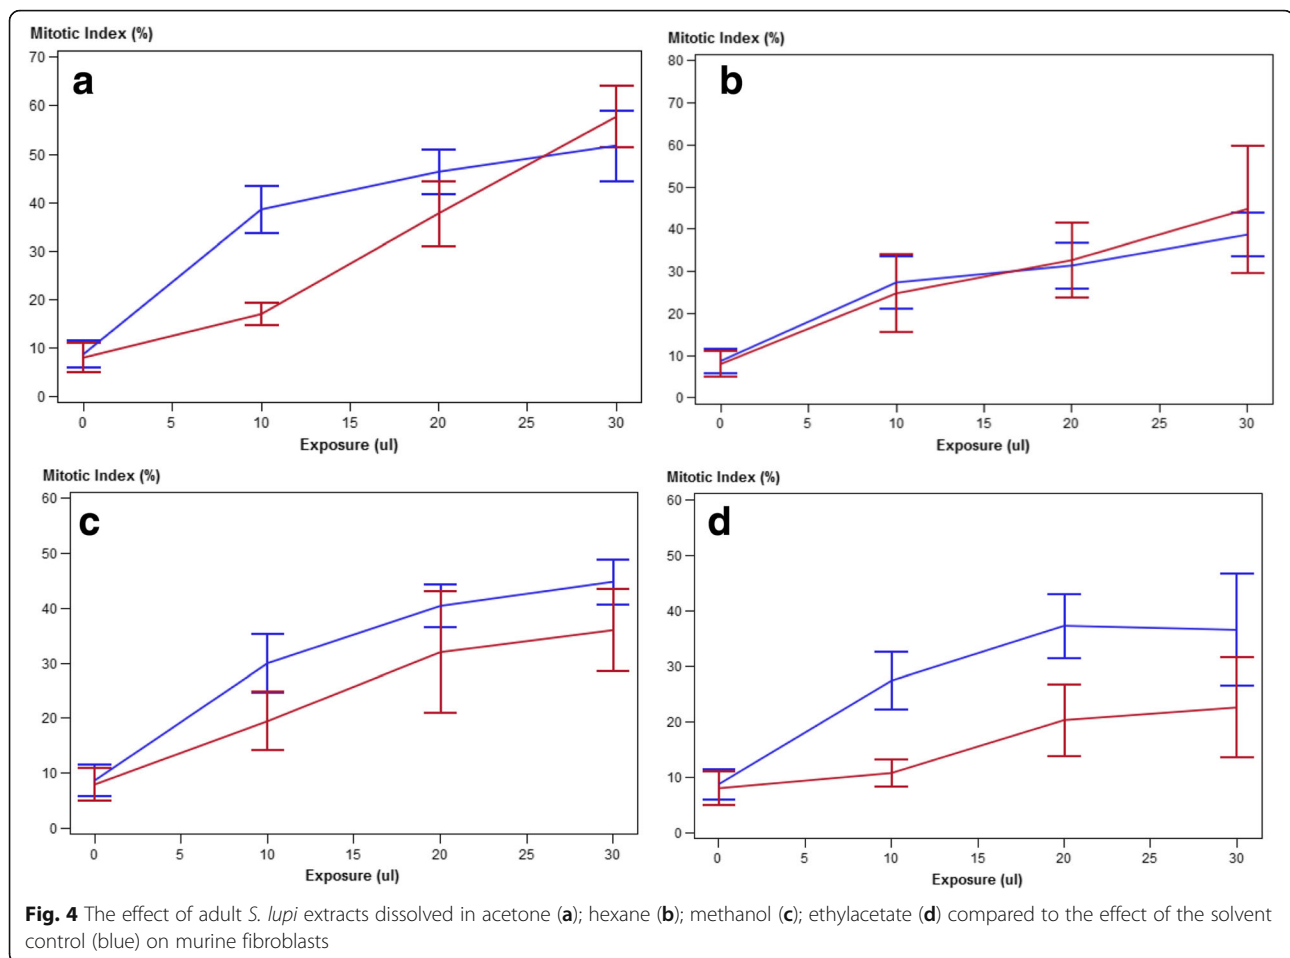 Mitotic Index (%)
a
70
60
50
40
30
20
10
0
0 5 10 15 20 25 30
Exposure (ul)
Mitotic Index (%)
b
80
70
60
50
40
30
20
10
0
0 5 10 15 20 25 30
Exposure (ul)
Mitotic Index (%)
c
60
50
40
30
20
10
0
0 5 10 15 20 25 30
Exposure (ul)
Mitotic Index (%)
d
60
50
40
30
20
10
0
0 5 10 15 20 25 30
Exposure (ul)
Fig. 4 The effect of adult S. lupi extracts dissolved in acetone (a); hexane (b); methanol (c); ethylacetate (d) compared to the effect of the solvent
control (blue) on murine fibroblasts